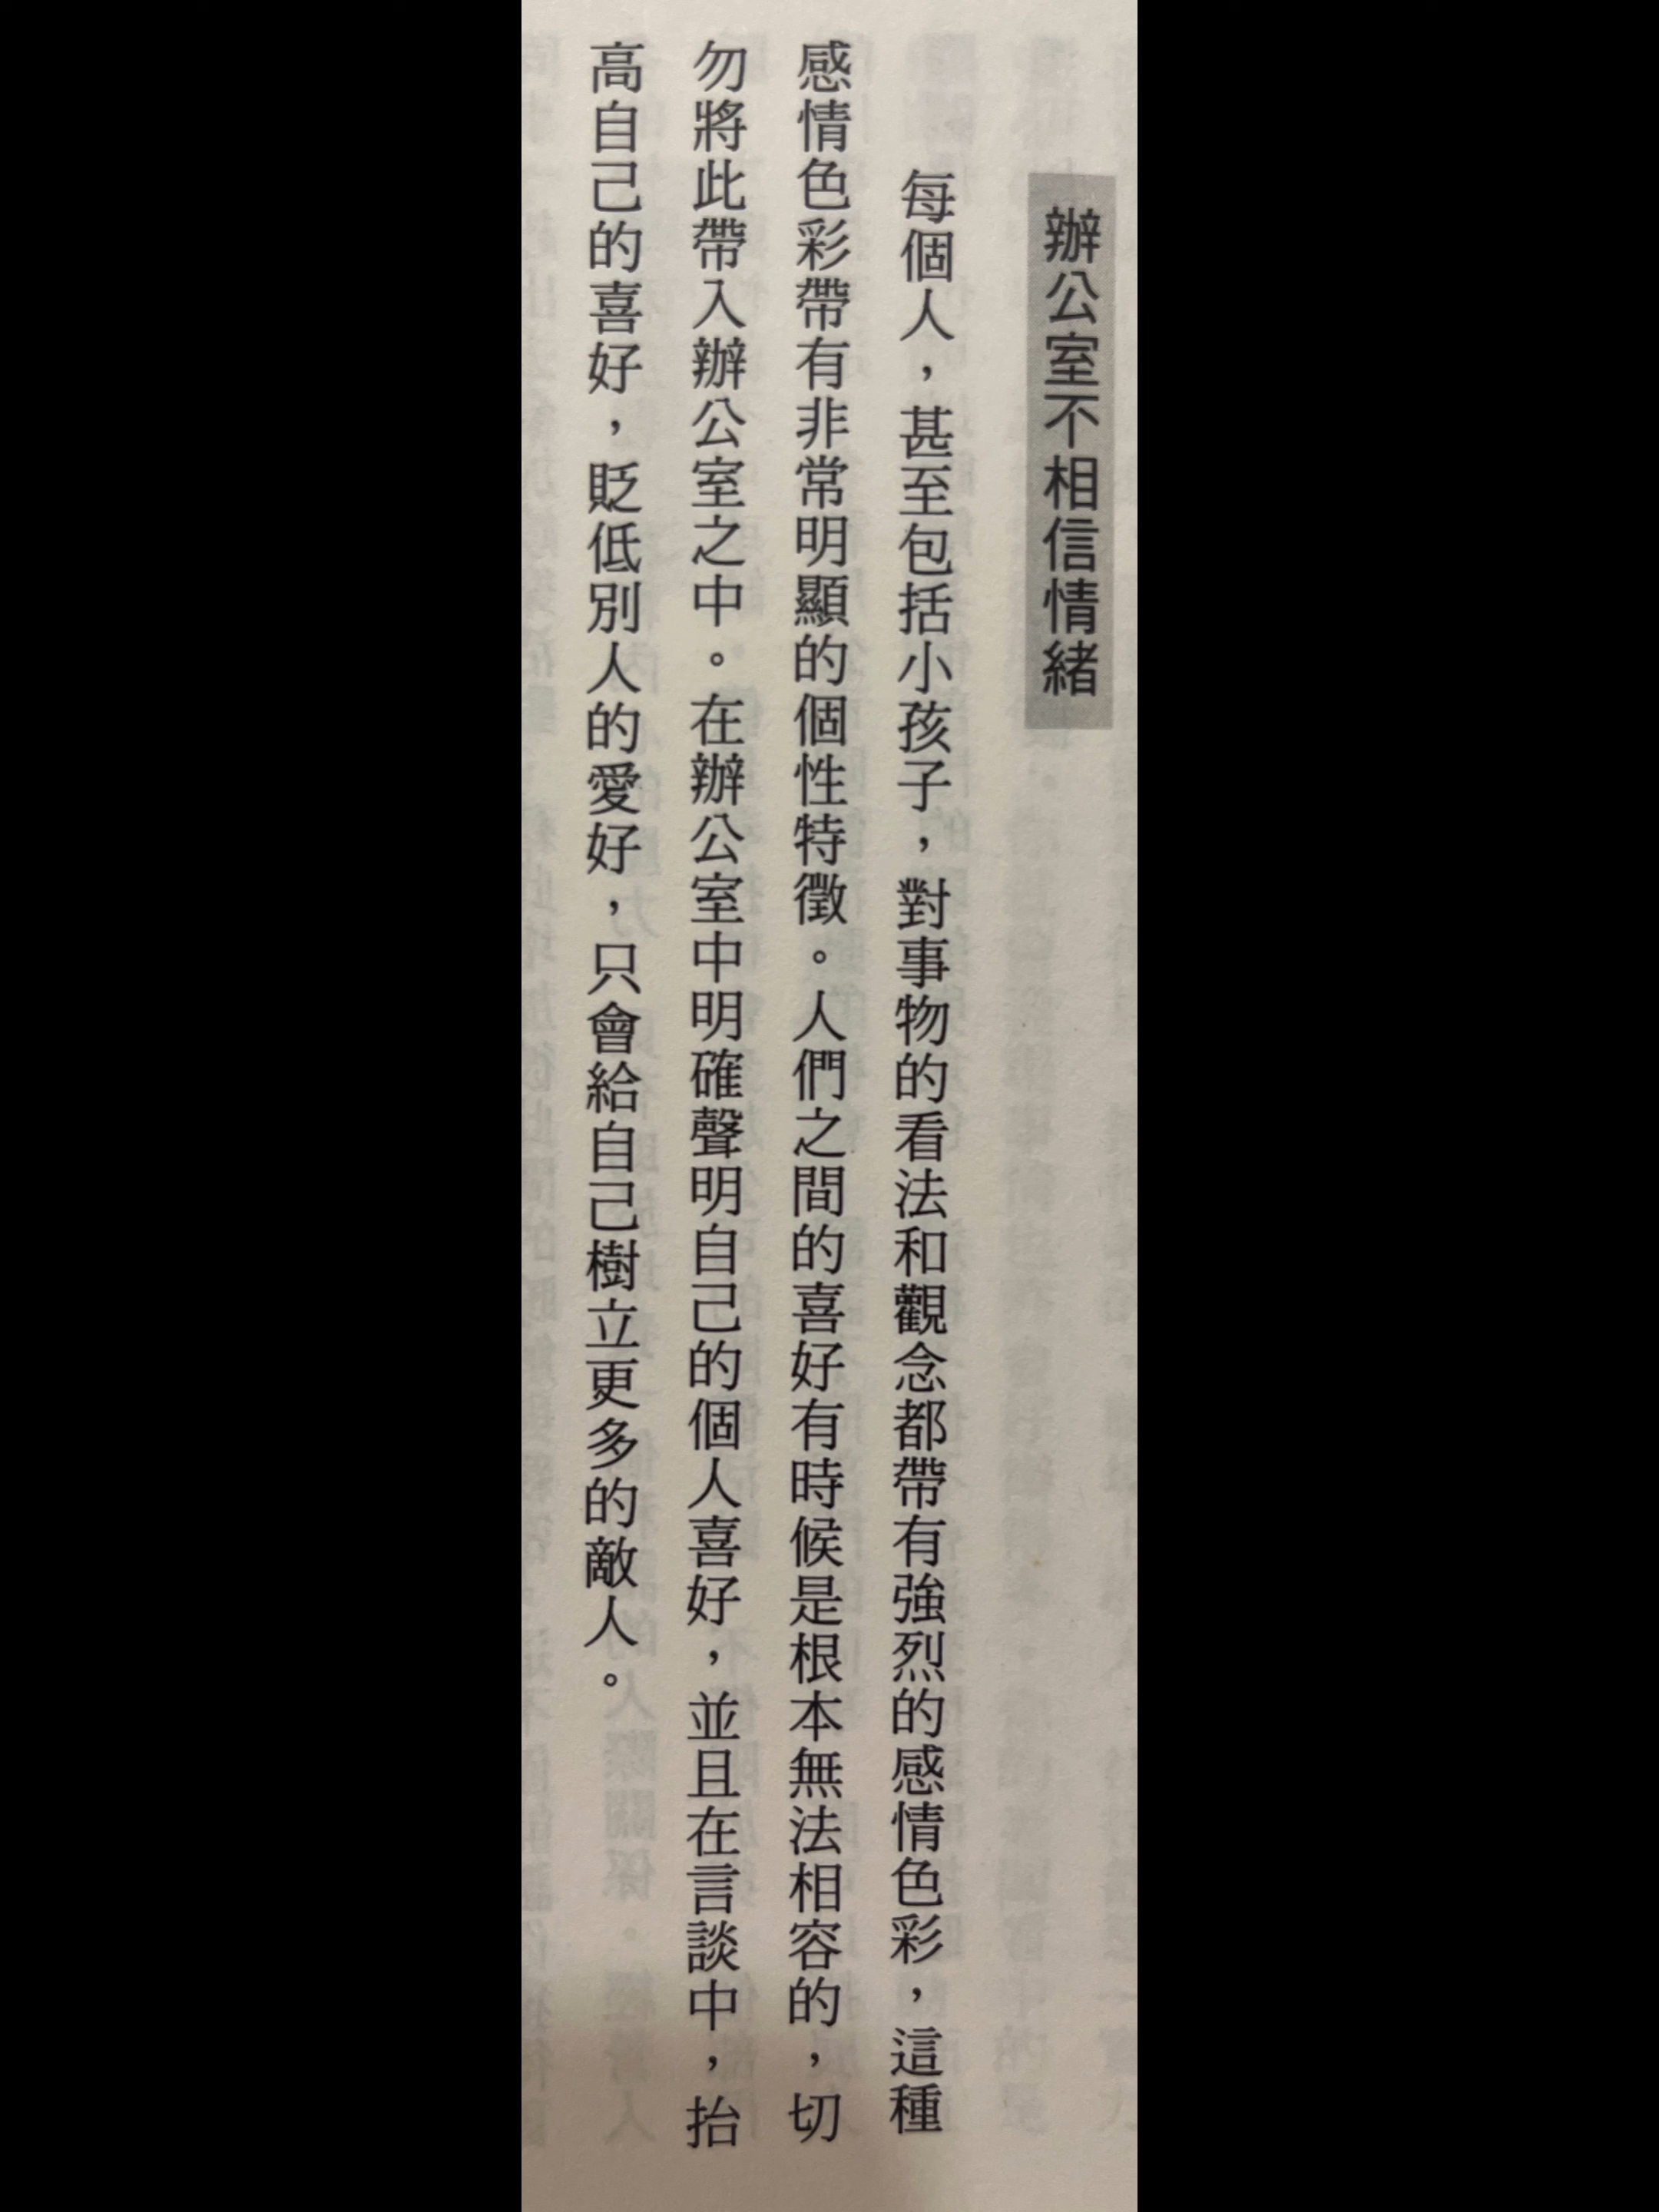 辦公室不相信情緒
每個人，甚至包括小孩子，對事物的看法和觀念都帶有強烈的感情色彩，這種
感情色彩帶有非常明顯的個性特徵。人們之間的喜好有時候是根本無法相容的，切
勿將此帶入辦公室之中。在辦公室中明確聲明自己的個人喜好，並且在言談中，抬
高自己的喜好，貶低別人的愛好，只會給自己樹立更多的敵人。